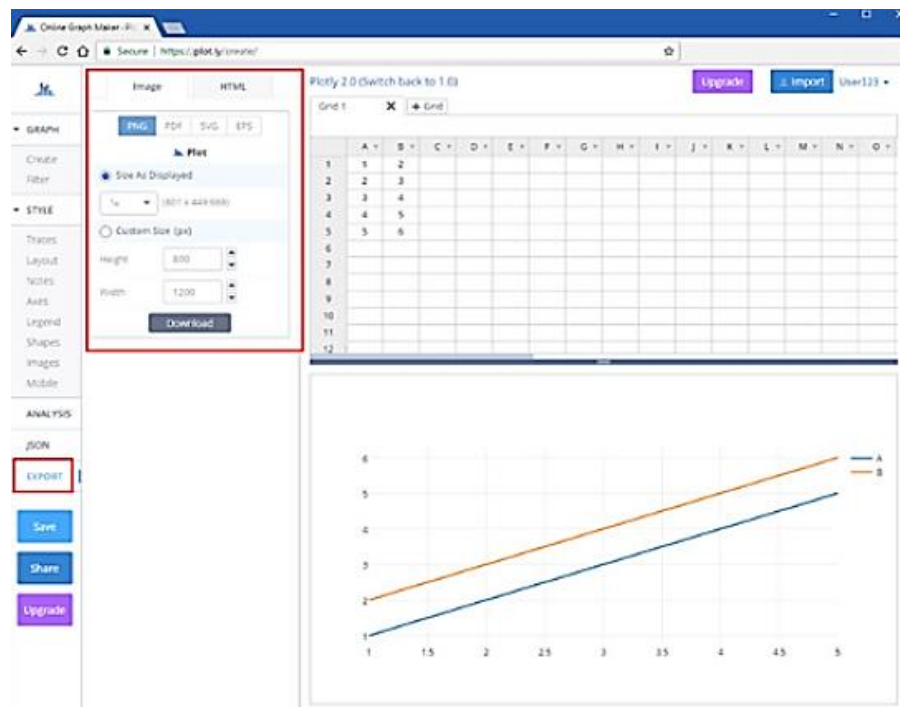 Online Graph Maker · Pl
Secure | https://plot.ly/create/
Image HTML
Plotly 2.0 (Switch back to 1.0)
Upgrade Import User123
Grid 1 + Grid
GRAPH
Create
Filter
STYLE
Traces
Layout
Notes
Axes
Legend
Shapes
Images
Mobile
ANALYSIS
JSON
EXPORT
Save
Share
Upgrade
PNG PDF SVG EPS
Plot
Size As Displayed
1x
Custom Size (px)
Height 800
Width 1200
Download
A B C D E F G H I J K L M N O
1 1 2
2 2 3
3 3 4
4 4 5
5 5 6
6
7
8
9
10
11
12
6
5
4
3
2
1
1 1.5 2 2.5 3 3.5 4 4.5 5
A
B